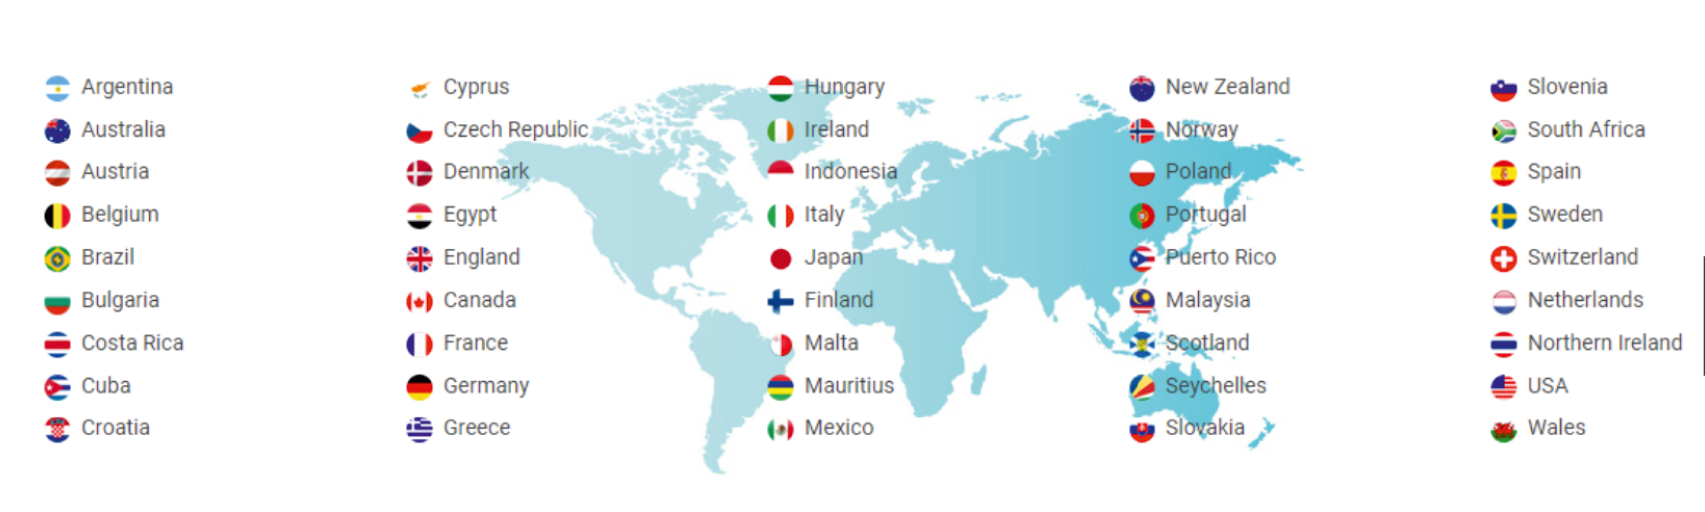 Argentina
Australia
Austria
Belgium
Brazil
Bulgaria
Costa Rica
Cuba
Croatia
Cyprus
Czech Republic
Denmark
Egypt
England
Canada
France
Germany
Greece
Hungary
Ireland
Indonesia
Italy
Japan
Finland
Malta
Mauritius
Mexico
New Zealand
Norway
Poland
Portugal
Puerto Rico
Malaysia
Scotland
Seychelles
Slovakia
Slovenia
South Africa
Spain
Sweden
Switzerland
Netherlands
Northern Ireland
USA
Wales